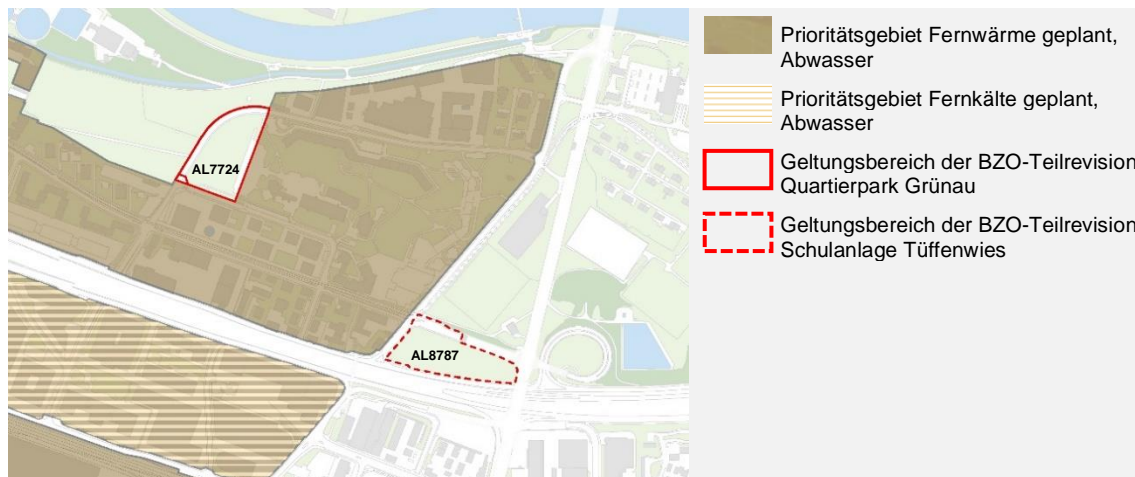 Prioritätsgebiet Fernwärme geplant,
Abwasser
Prioritätsgebiet Fernkälte geplant,
Abwasser
Geltungsbereich der BZO-Teilrevision
Quartierpark Grünau
Geltungsbereich der BZO-Teilrevision
Schulanlage Tüffenwies
AL7724
AL8787